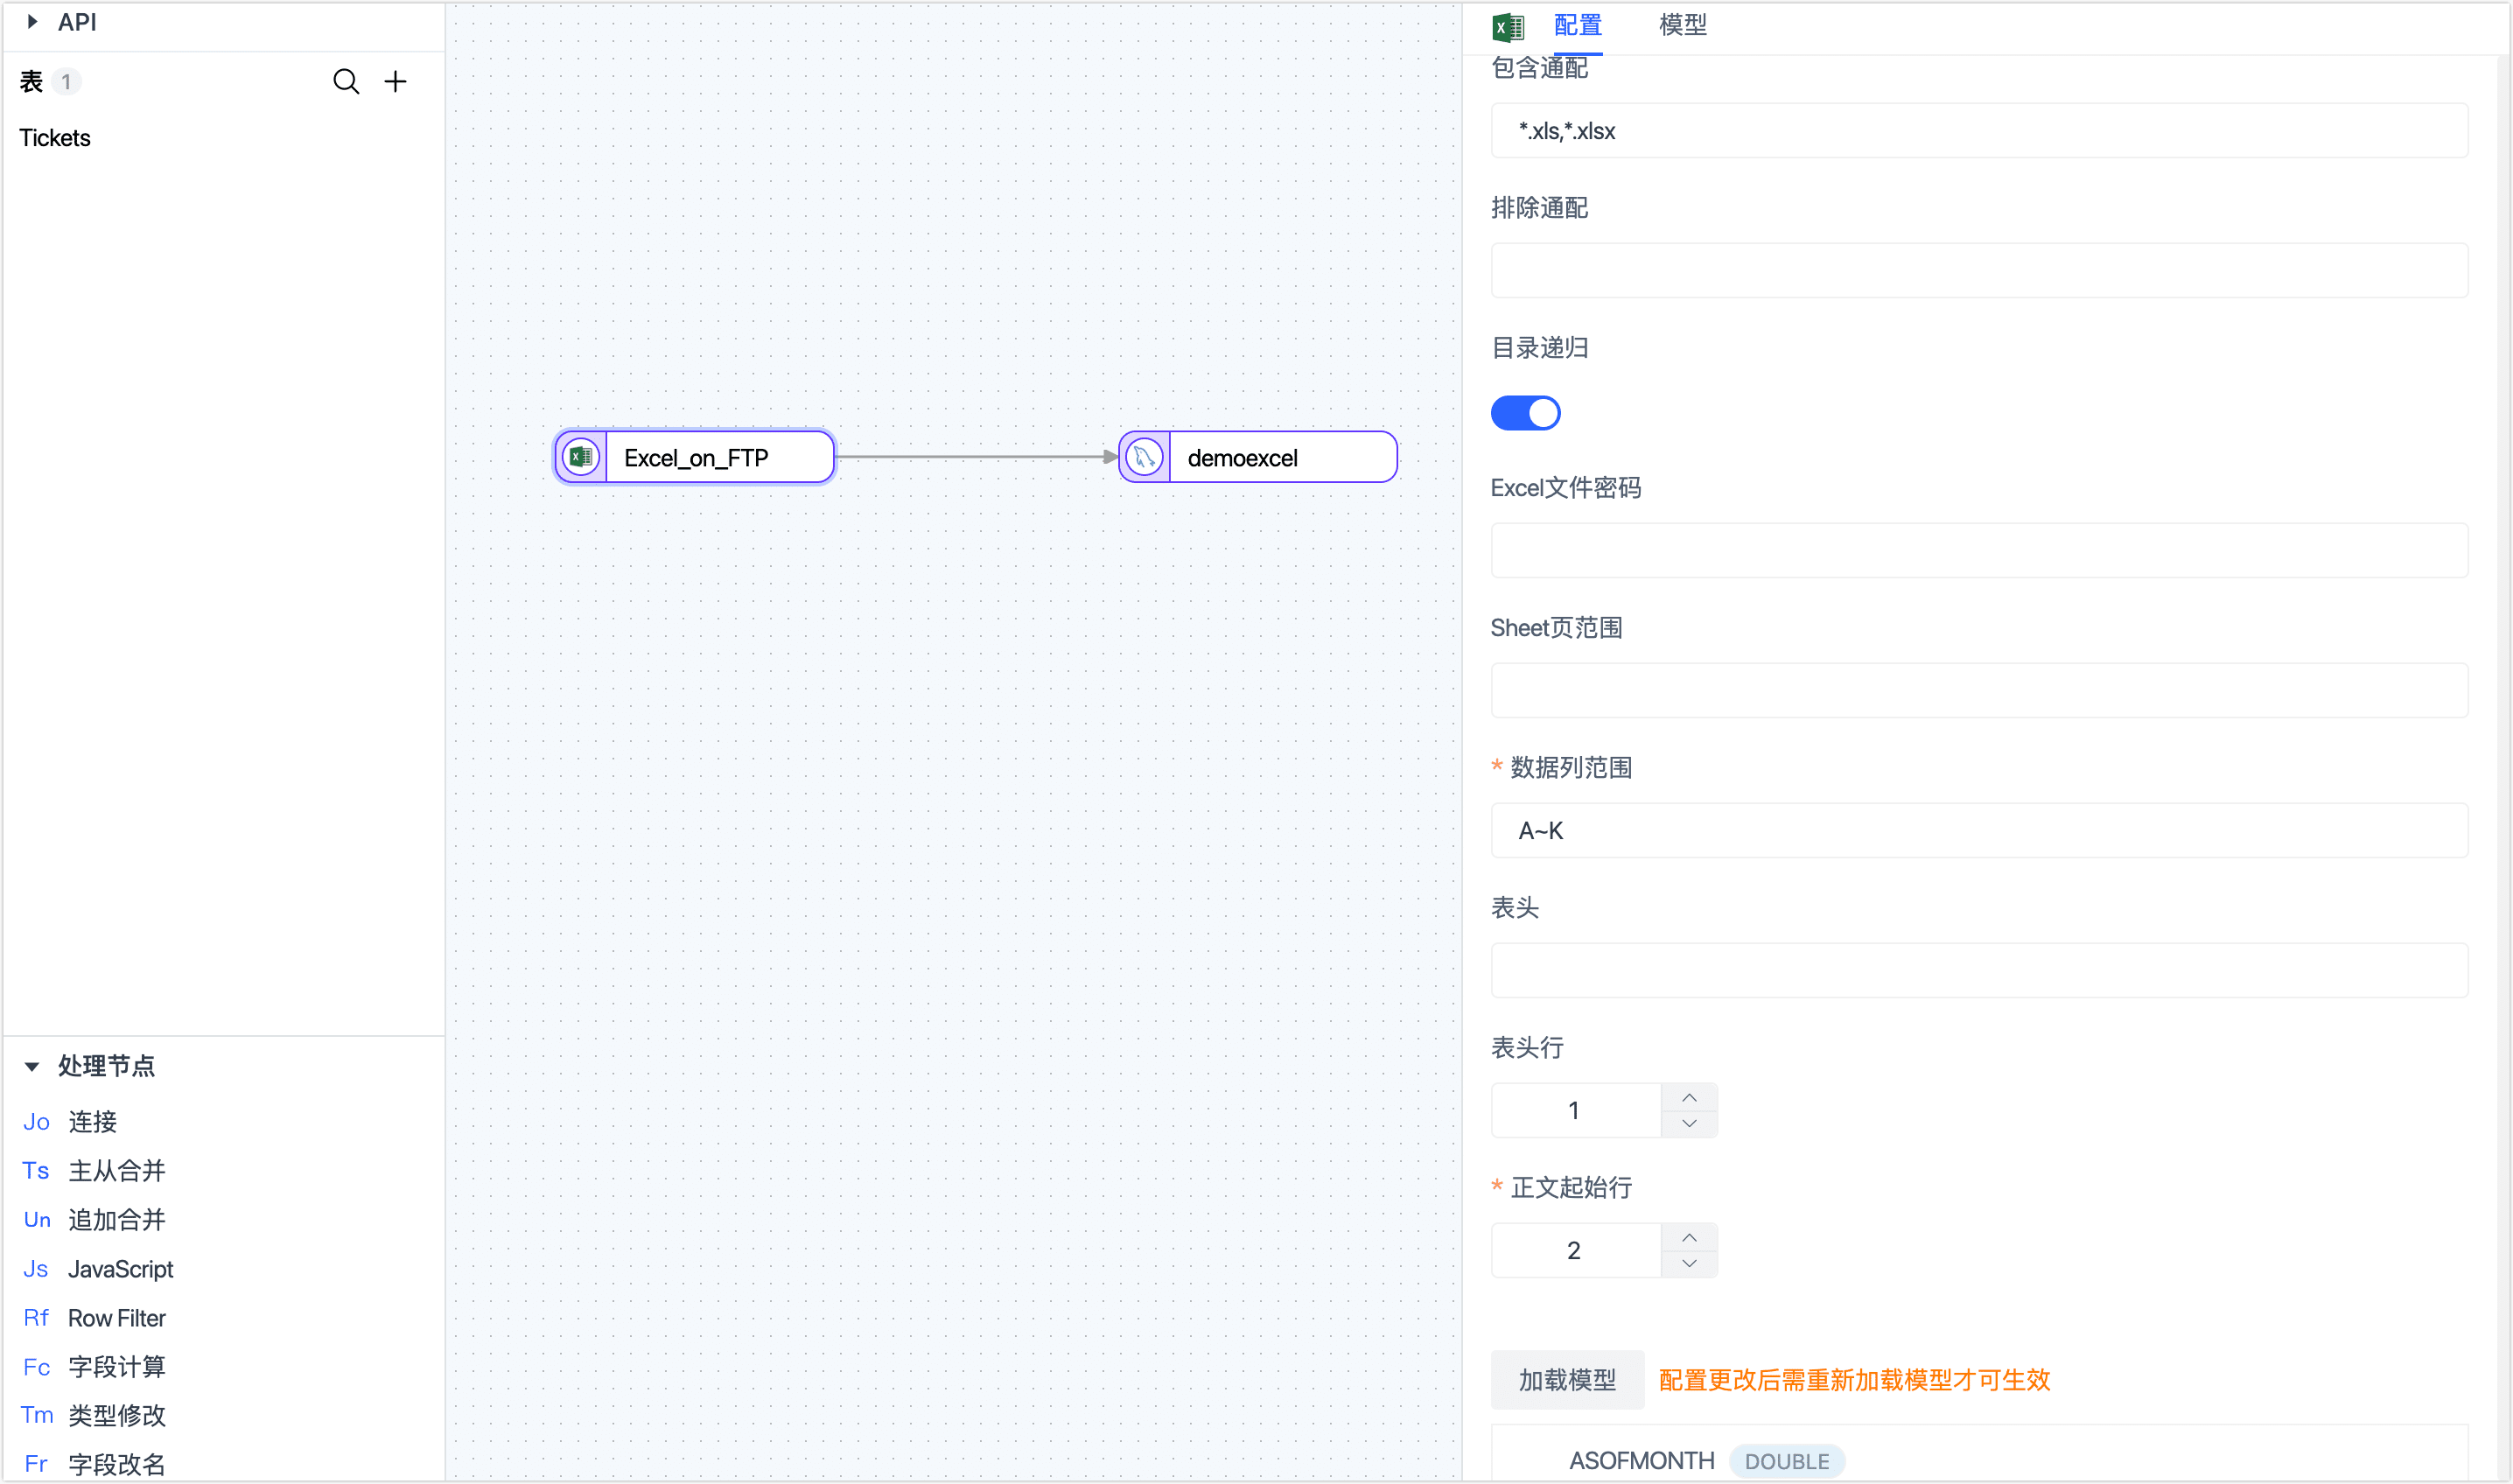 API
表 1
Tickets
处理节点
Jo 连接
Ts 主从合并
Un 追加合并
Js JavaScript
Rf Row Filter
Fc 字段计算
Tm 类型修改
Fr 字段改名
Excel_on_FTP
demoexcel
配置 模型
包含通配
*.xls,*.xlsx
排除通配
目录递归
Excel文件密码
Sheet页范围
* 数据列范围
A~K
表头
表头行
1
* 正文起始行
2
加载模型 配置更改后需重新加载模型才可生效
ASOFMONTH DOUBLE